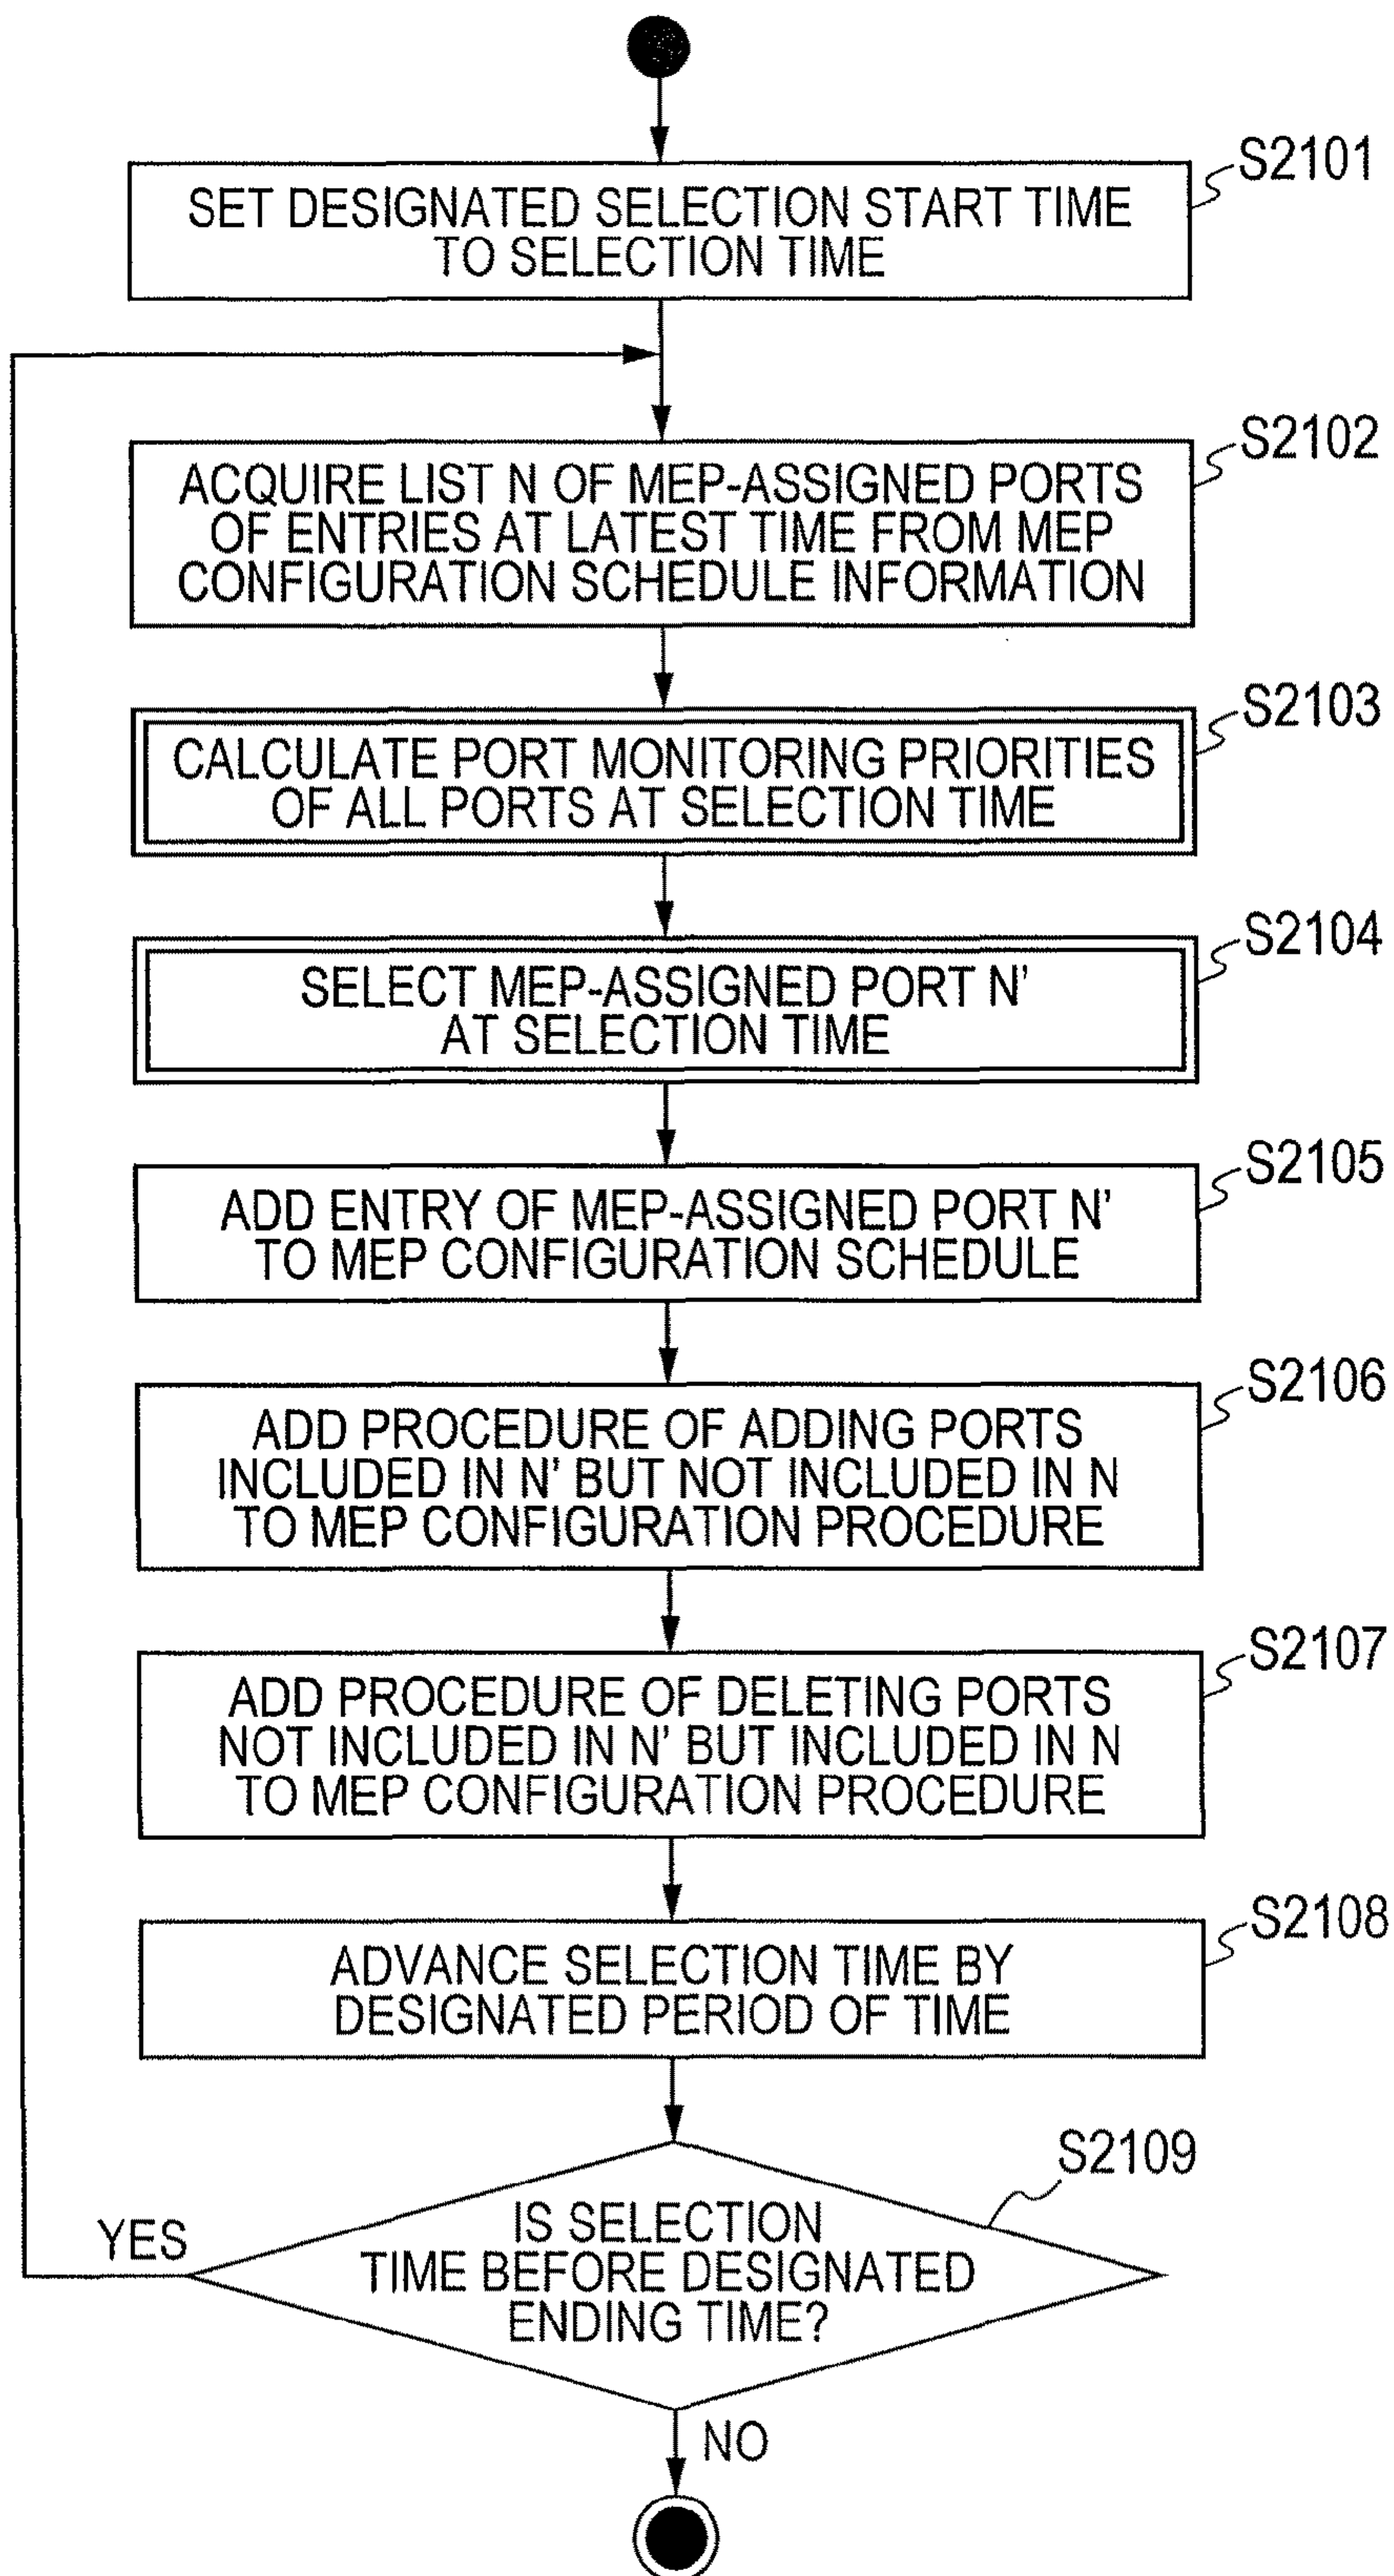 S2101
SET DESIGNATED SELECTION START TIME
TO SELECTION TIME
S2102
ACQUIRE LIST N OF MEP-ASSIGNED PORTS
OF ENTRIES AT LATEST TIME FROM MEP
CONFIGURATION SCHEDULE INFORMATION
S2103
CALCULATE PORT MONITORING PRIORITIES
OF ALL PORTS AT SELECTION TIME
S2104
SELECT MEP-ASSIGNED PORT N'
AT SELECTION TIME
S2105
ADD ENTRY OF MEP-ASSIGNED PORT N'
TO MEP CONFIGURATION SCHEDULE
S2106
ADD PROCEDURE OF ADDING PORTS
INCLUDED IN N' BUT NOT INCLUDED IN N
TO MEP CONFIGURATION PROCEDURE
S2107
ADD PROCEDURE OF DELETING PORTS
NOT INCLUDED IN N' BUT INCLUDED IN N
TO MEP CONFIGURATION PROCEDURE
S2108
ADVANCE SELECTION TIME BY
DESIGNATED PERIOD OF TIME
S2109
YES
IS SELECTION
TIME BEFORE DESIGNATED
ENDING TIME?
NO